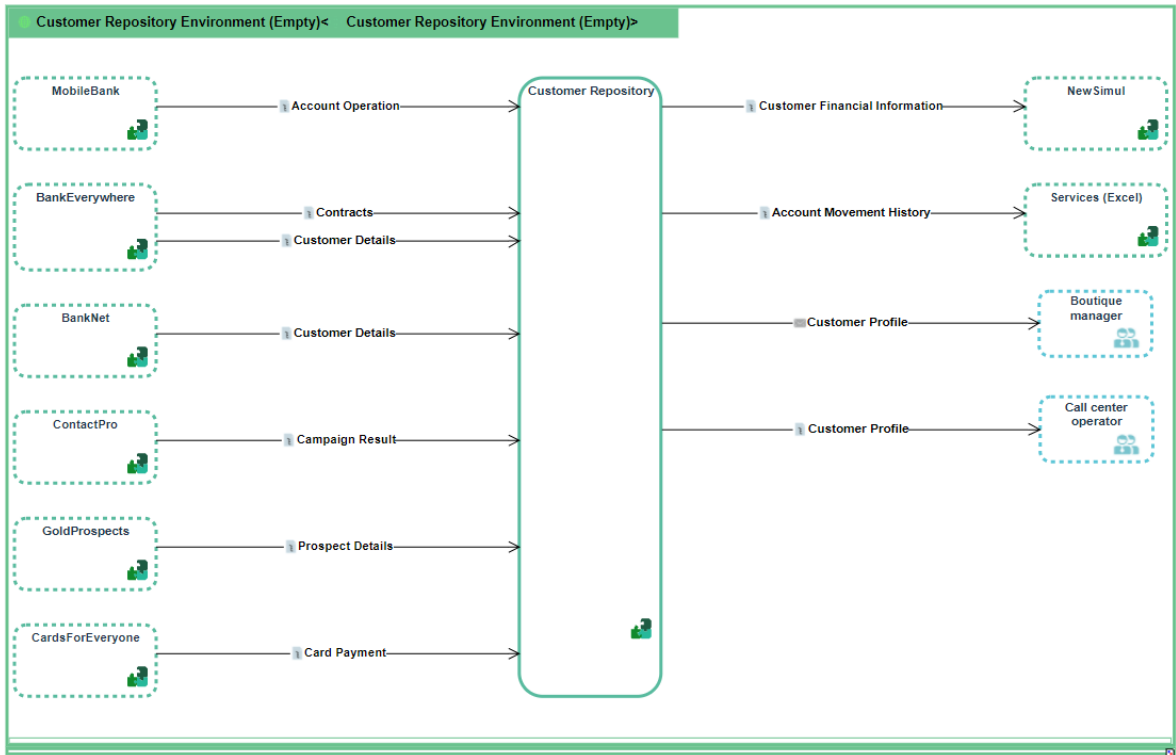 Customer Repository Environment (Empty)< Customer Repository Environment (Empty)>
MobileBank
Account Operation
Customer Repository
Customer Financial Information
NewSimul
BankEverywhere
Contracts
Customer Details
Account Movement History
Services (Excel)
BankNet
Customer Details
Customer Profile
Boutique
manager
ContactPro
Campaign Result
Customer Profile
Call center
operator
GoldProspects
Prospect Details
CardsForEveryone
Card Payment